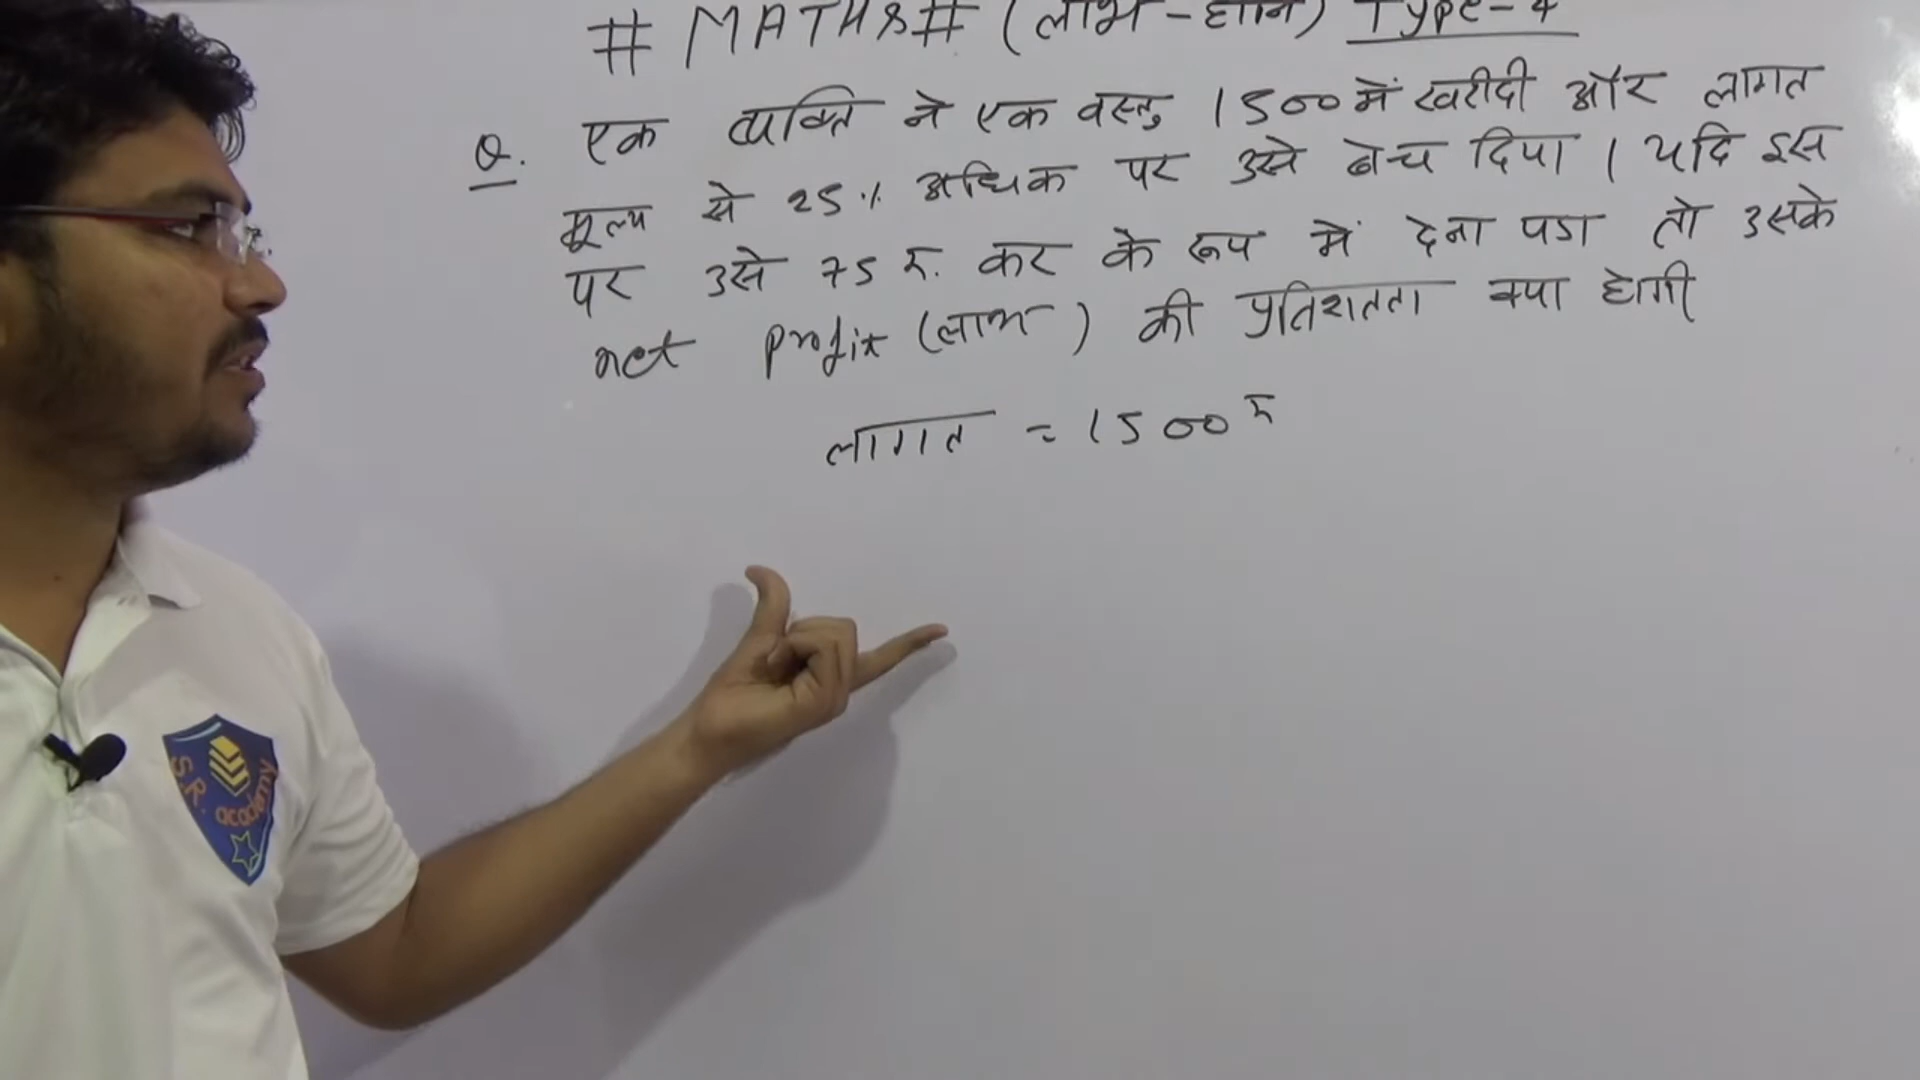 # MATHS # (लाभ-हानि) Type-4
Q. एक व्यक्ति ने एक वस्तु 1500 में खरीदी और लागत
मूल्य से 25% अधिक पर उसे बेच दिया। यदि इस
पर उसे 75 रु. कर के रूप में देना पडा तो उसके
net profit (लाभ) की प्रतिशतता क्या होगी
लागत = 1500 रु
S.R. academy